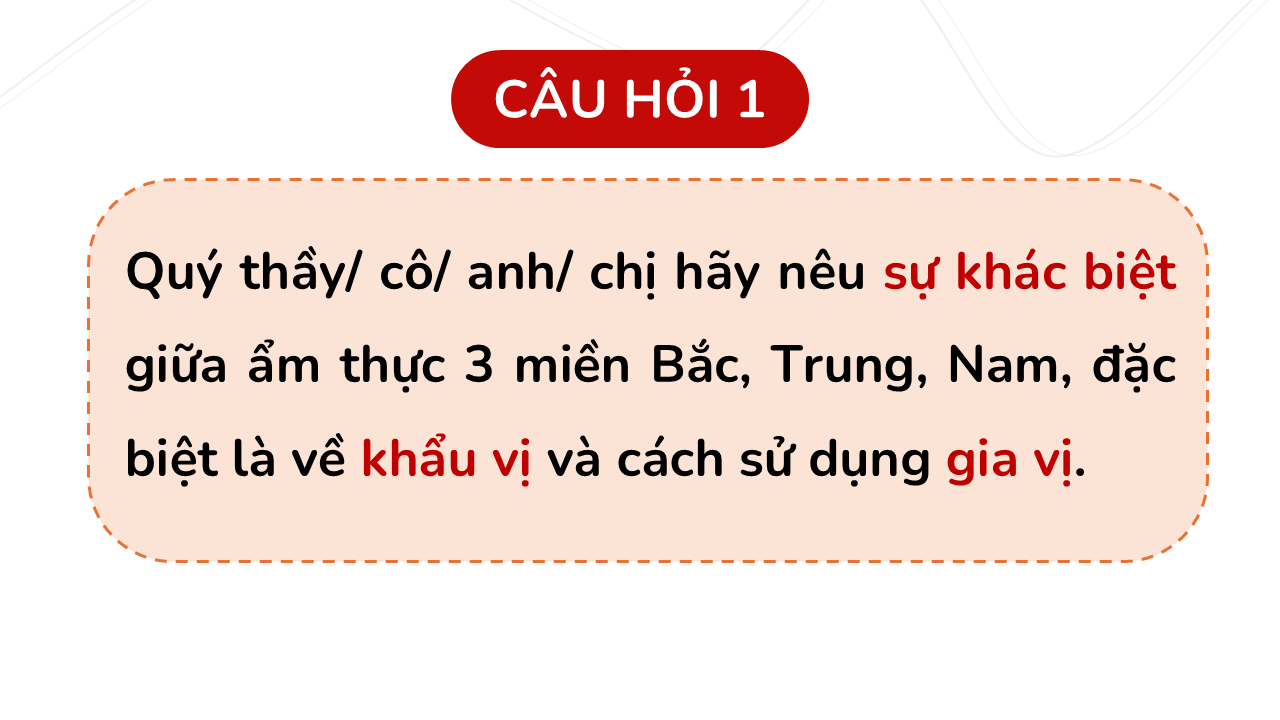 CÂU HỎI 1
Quý thầy/ cô/ anh/ chị hãy nêu sự khác biệt
giữa ẩm thực 3 miền Bắc, Trung, Nam, đặc
biệt là về khẩu vị và cách sử dụng gia vị.